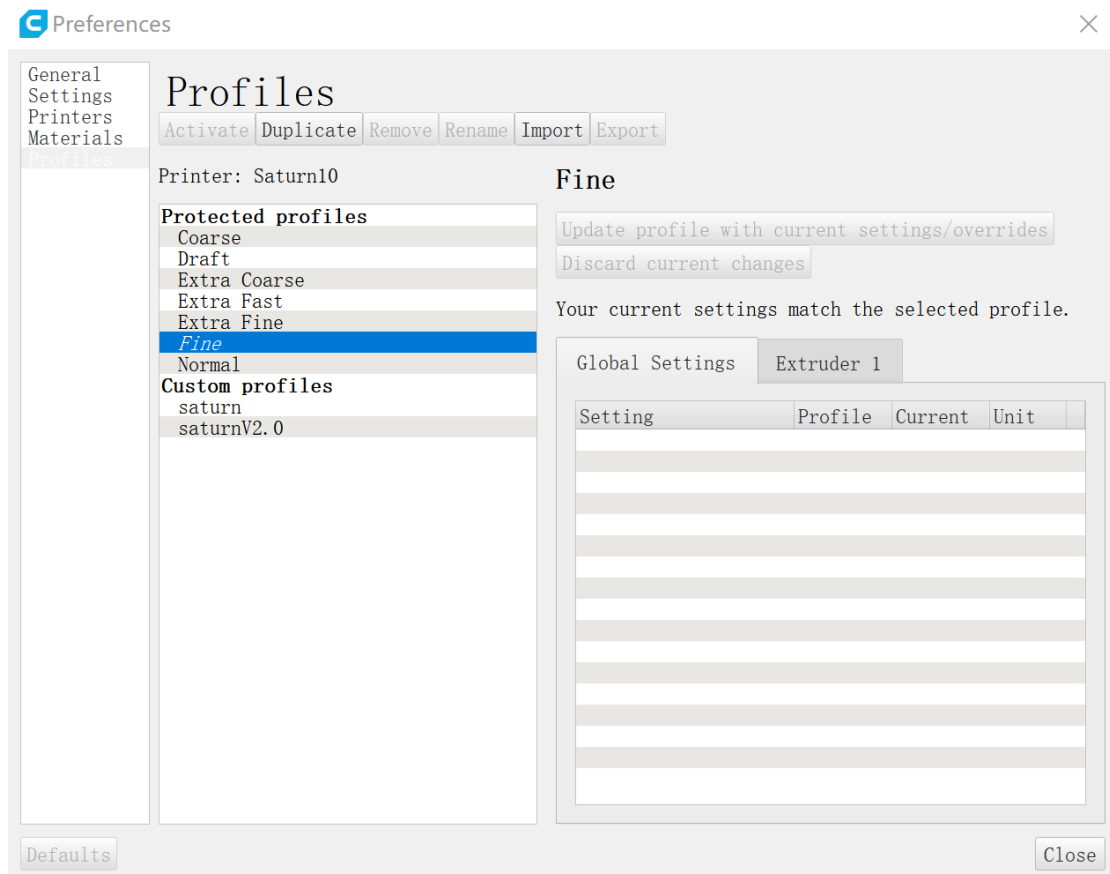 Preferences
General
Settings
Printers
Materials
Profiles
Profiles
Activate Duplicate Remove Rename Import Export
Printer: Saturn10
Protected profiles
Coarse
Draft
Extra Coarse
Extra Fast
Extra Fine
Fine
Normal
Custom profiles
saturn
saturnV2.0
Fine
Update profile with current settings/overrides
Discard current changes
Your current settings match the selected profile.
Global Settings Extruder 1
Setting Profile Current Unit
Defaults Close